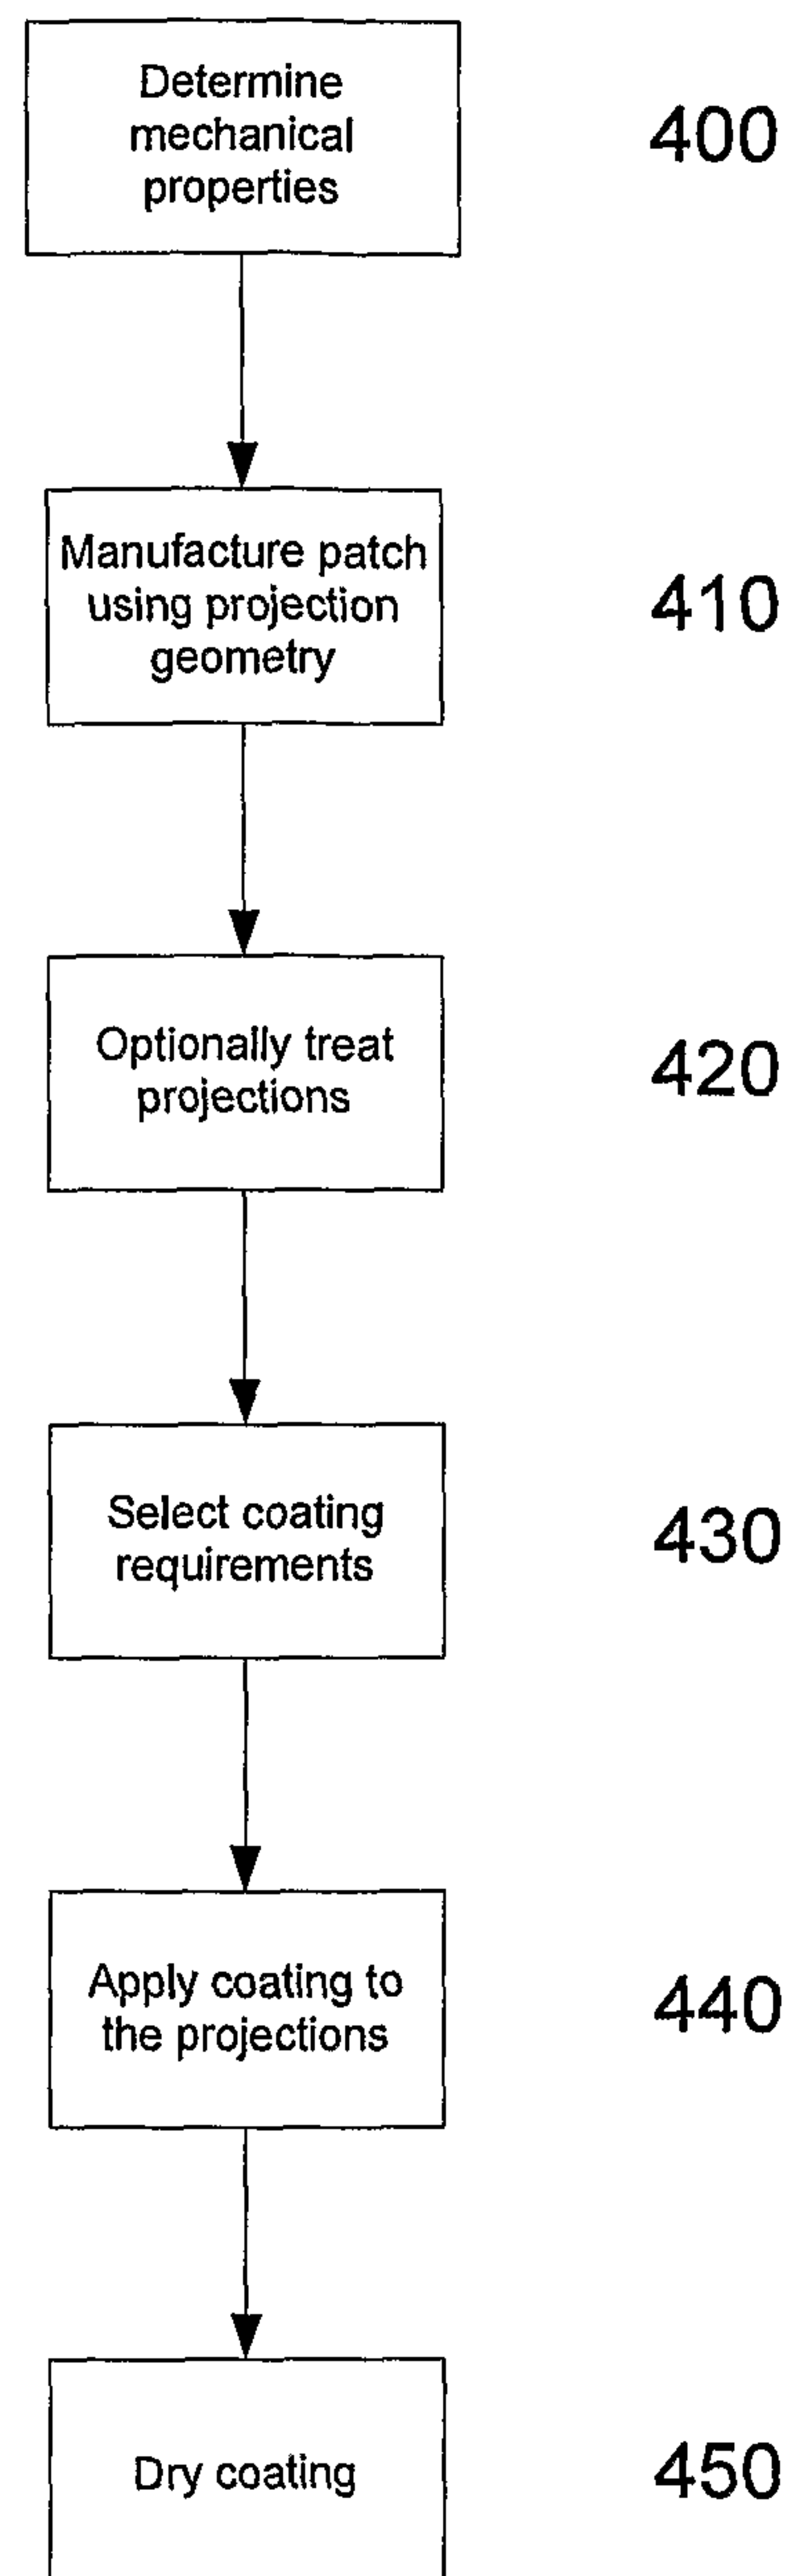 Determine
mechanical
properties
400
Manufacture patch
using projection
geometry
410
Optionally treat
projections
420
Select coating
requirements
430
Apply coating to
the projections
440
Dry coating
450